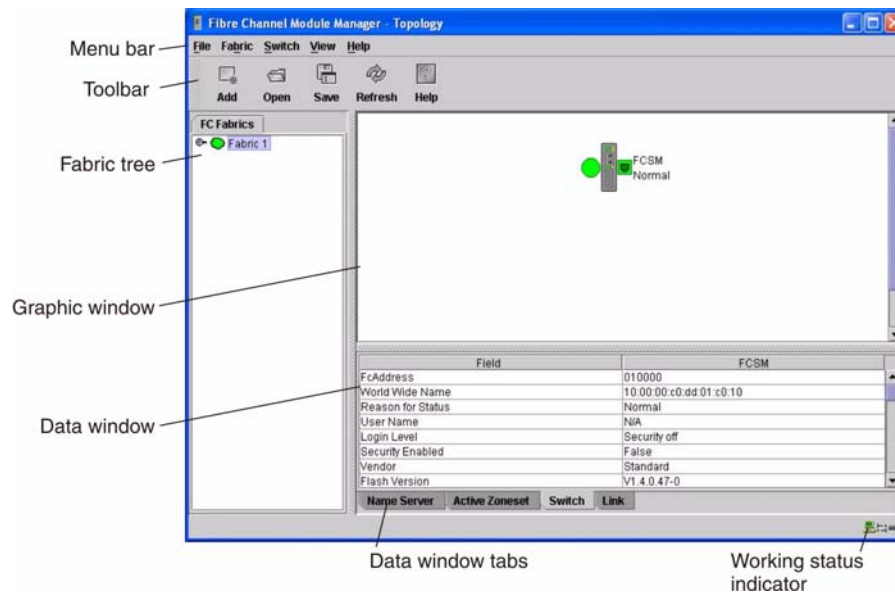 Fibre Channel Module Manager - Topology
Menu bar
File Fabric Switch View Help
Toolbar
Add Open Save Refresh Help
FC Fabrics
Fabric tree
Fabric 1
FCSM
Normal
Graphic window
Field FCSM
FcAddress 010000
World Wide Name 10:00:00:c0:dd:01:c0:10
Reason for Status Normal
User Name N/A
Data window
Login Level Security off
Security Enabled False
Vendor Standard
Flash Version V1.4.0.47-0
Name Server Active Zoneset Switch Link
Data window tabs
Working status
indicator